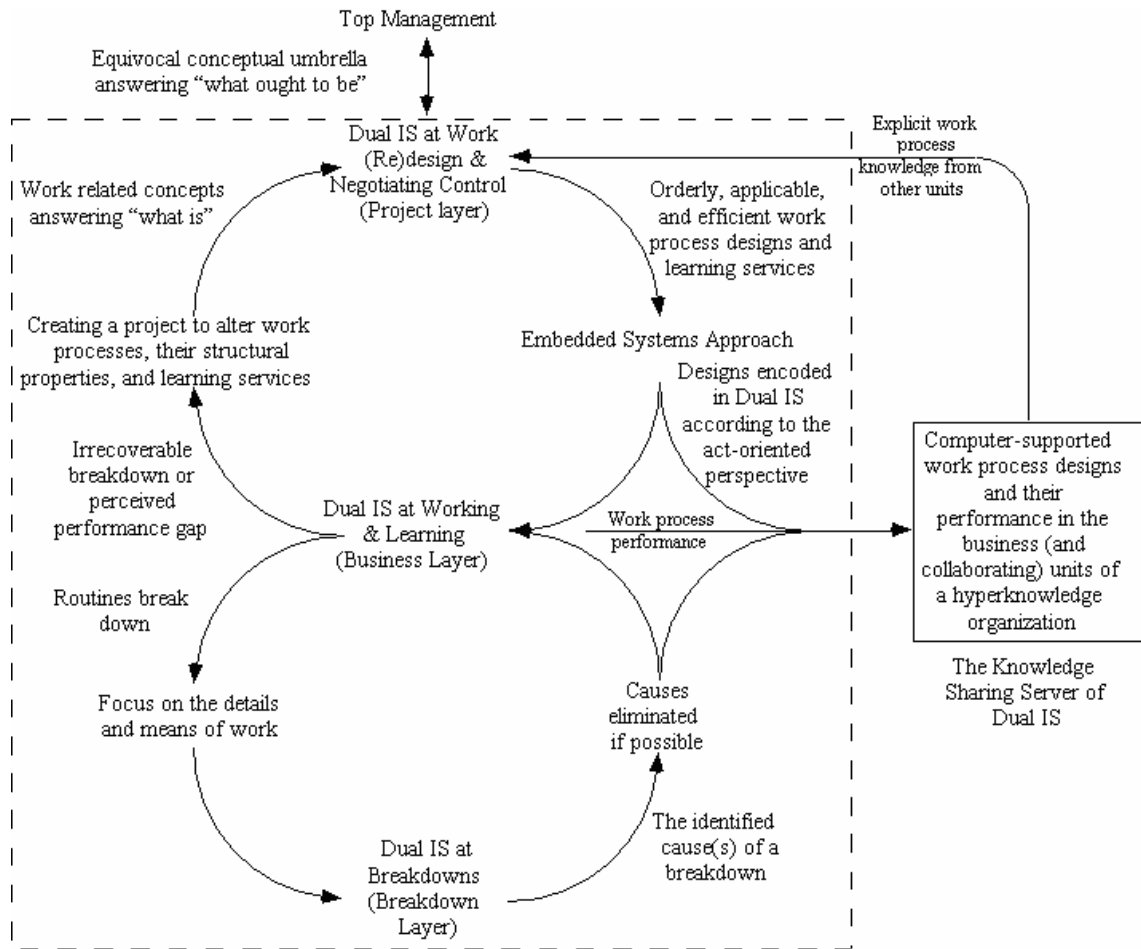 Top Management
Equivocal conceptual umbrella
answering “what ought to be”
Dual IS at Work
(Re)design &
Negotiating Control
(Project layer)
Explicit work
process
knowledge from
other units
Work related concepts
answering “what is”
Orderly, applicable,
and efficient work
process designs and
learning services
Creating a project to alter work
processes, their structural
properties, and learning services
Embedded Systems Approach
Designs encoded
in Dual IS
according to the
act-oriented
perspective
Irrecoverable
breakdown or
perceived
performance gap
Dual IS at Working
& Learning
(Business Layer)
Work process
performance
Computer-supported
work process designs
and their
performance in the
business (and
collaborating) units of
a hyperknowledge
organization
Routines break
down
The Knowledge
Sharing Server of
Dual IS
Focus on the details
and means of work
Causes
eliminated
if possible
The identified
cause(s) of a
breakdown
Dual IS at
Breakdowns
(Breakdown
Layer)